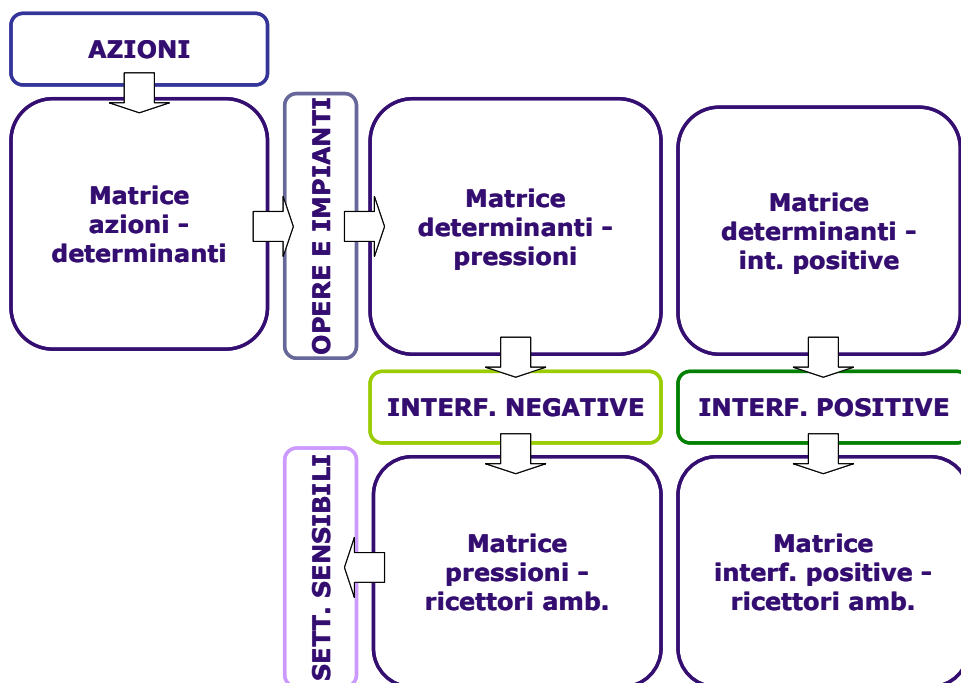 AZIONI
Matrice
azioni -
determinanti
OPERE E IMPIANTI
Matrice
determinanti -
pressioni
Matrice
determinanti -
int. positive
INTERF. NEGATIVE
INTERF. POSITIVE
SETT. SENSIBILI
Matrice
pressioni -
ricettori amb.
Matrice
interf. positive -
ricettori amb.